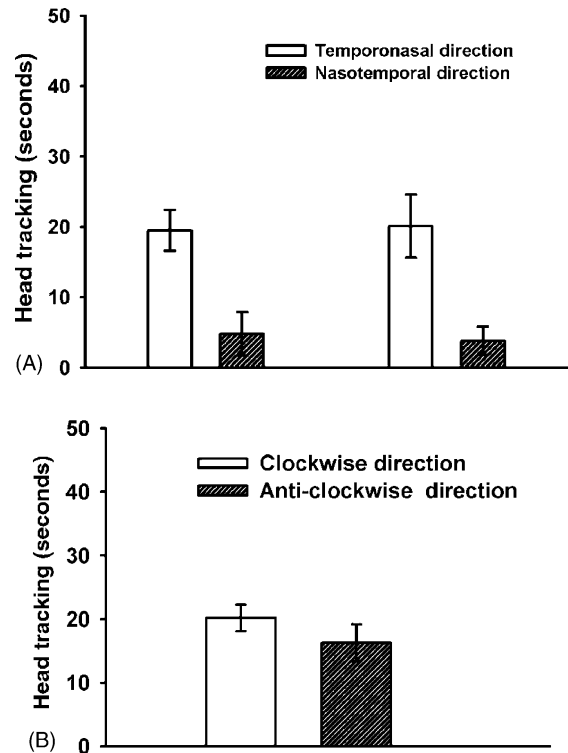 50
Temporonasal direction
Nasotemporal direction
40
30
20
10
0
Head tracking (seconds)
(A)
50
Clockwise direction
Anti-clockwise direction
40
30
20
10
0
Head tracking (seconds)
(B)